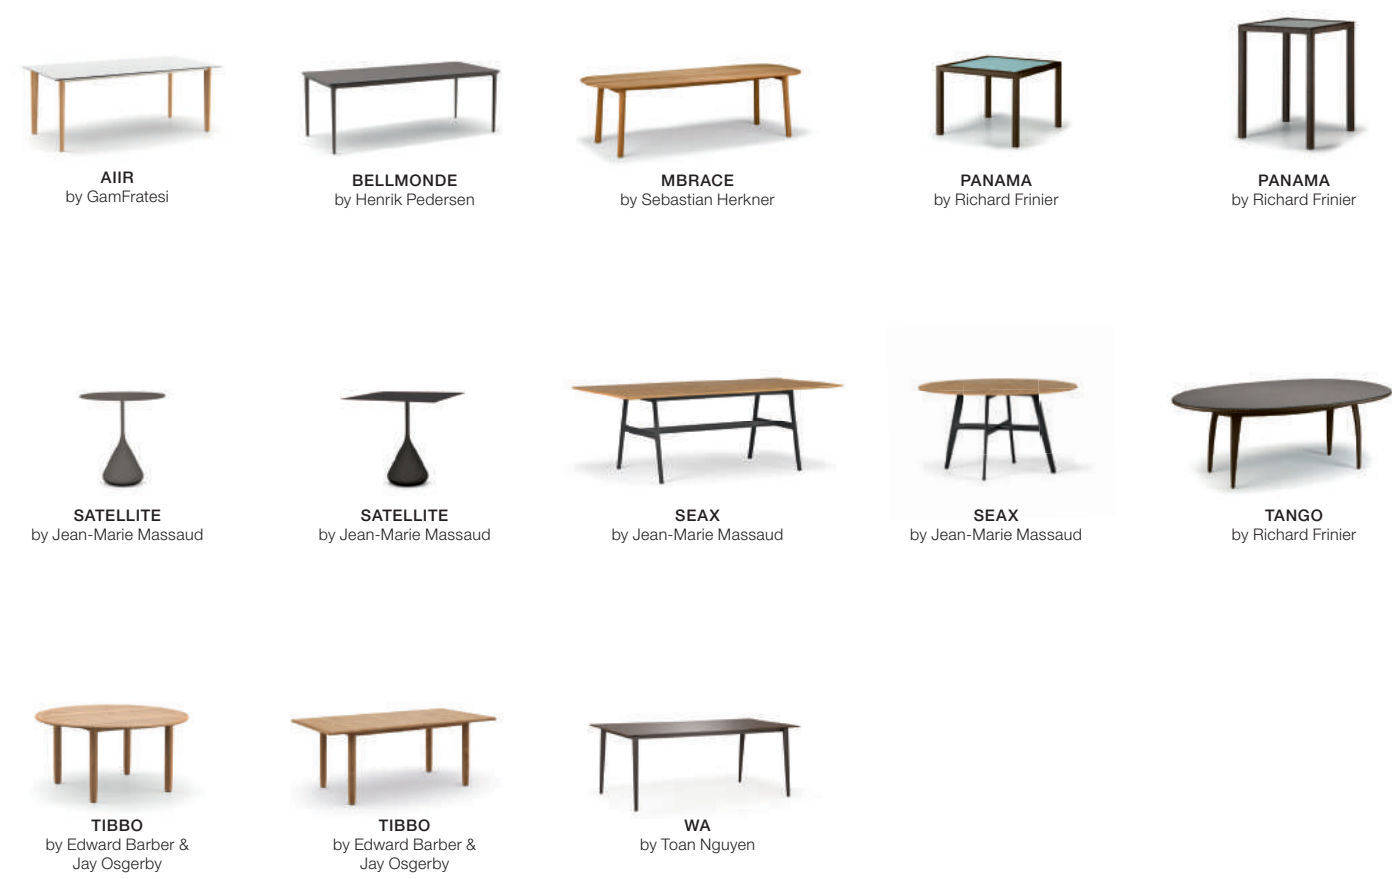 AIIR
by GamFratesi
BELLMONDE
by Henrik Pedersen
MBRACE
by Sebastian Herkner
PANAMA
by Richard Frinier
PANAMA
by Richard Frinier
SATELLITE
by Jean-Marie Massaud
SATELLITE
by Jean-Marie Massaud
SEAX
by Jean-Marie Massaud
SEAX
by Jean-Marie Massaud
TANGO
by Richard Frinier
TIBBO
by Edward Barber &
Jay Osgerby
TIBBO
by Edward Barber &
Jay Osgerby
WA
by Toan Nguyen